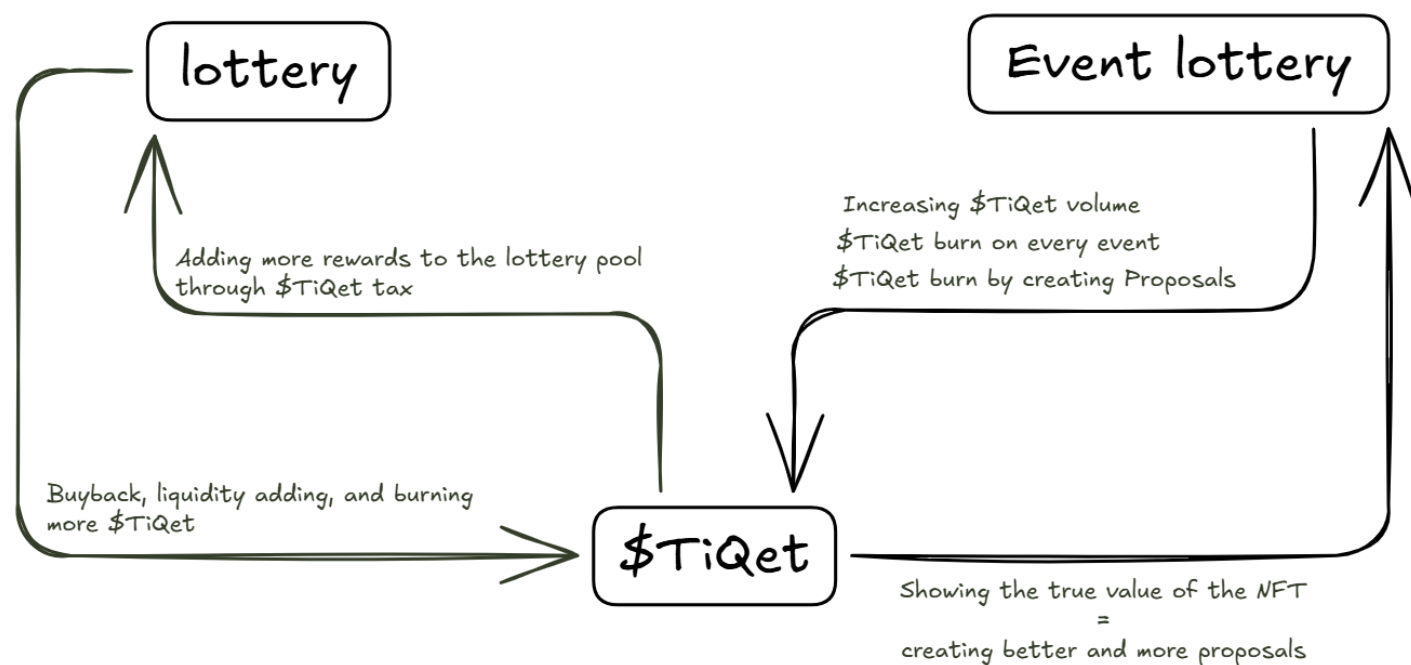 lottery
Event lottery
Increasing $TiQet volume
$TiQet burn on every event
$TiQet burn by creating Proposals
Adding more rewards to the lottery pool
through $TiQet tax
Buyback, liquidity adding, and burning
more $TiQet
$TiQet
Showing the true value of the NFT
=
creating better and more proposals